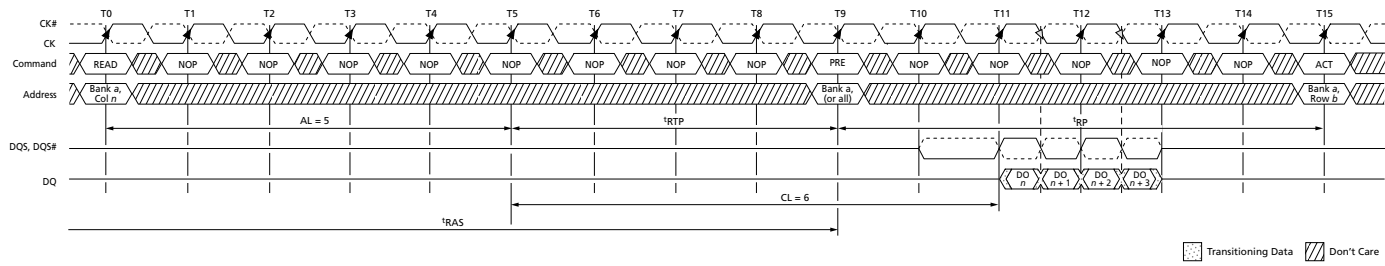 T0 T1 T2 T3 T4 T5 T6 T7 T8 T9 T10 T11 T12 T13 T14 T15
CK#
CK
Command READ NOP NOP NOP NOP NOP NOP NOP NOP PRE NOP NOP NOP NOP NOP ACT
Address Bank a, Col n Bank a, (or all) Bank a, Row b
AL = 5 tRTP tRP
DQS, DQS#
DQ DO n DO n + 1 DO n + 2 DO n + 3
CL = 6
tRAS
Transitioning Data Don't Care